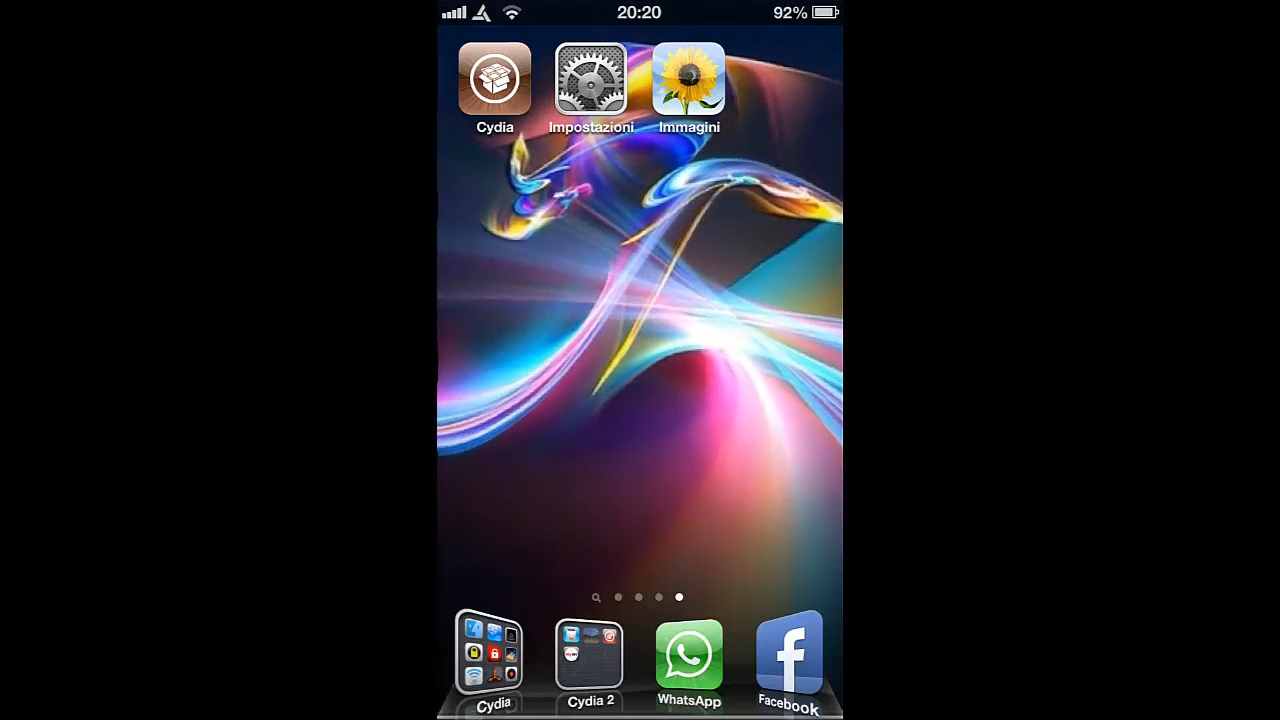 20:20
92%
Cydia
Impostazioni
Immagini
Cydia
Cydia 2
WhatsApp
Facebook